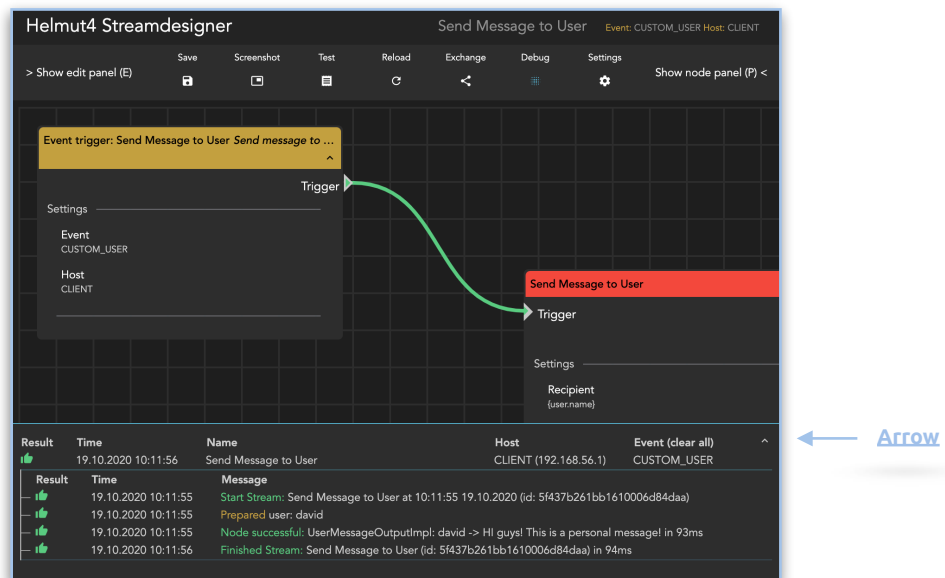 Helmut4 Streamdesigner
Send Message to User Event: CUSTOM_USER Host: CLIENT
> Show edit panel (E)
Save Screenshot Test Reload Exchange Debug Settings
Show node panel (P) <
Event trigger: Send Message to User Send message to ...
Trigger
Settings
Event
CUSTOM_USER
Host
CLIENT
Send Message to User
Trigger
Settings
Recipient
{user.name}
Result Time Name Host Event (clear all)
19.10.2020 10:11:56 Send Message to User CLIENT (192.168.56.1) CUSTOM_USER
Result Time Message
19.10.2020 10:11:55 Start Stream: Send Message to User at 10:11:55 19.10.2020 (id: 5f437b261bb1610006d84daa)
19.10.2020 10:11:55 Prepared user: david
19.10.2020 10:11:55 Node successful: UserMessageOutputImpl: david -> HI guys! This is a personal message! in 93ms
19.10.2020 10:11:56 Finished Stream: Send Message to User (id: 5f437b261bb1610006d84daa) in 94ms
Arrow